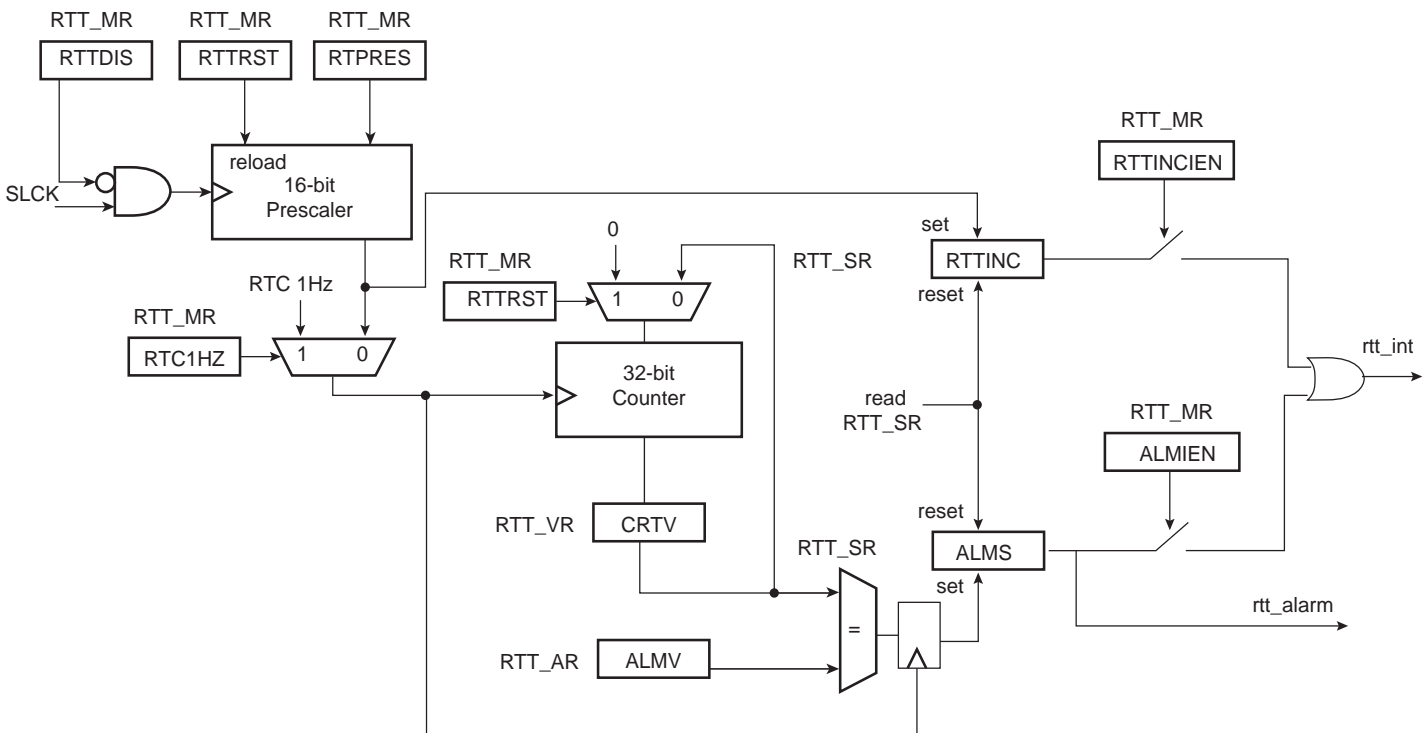 RTT_MR RTT_MR RTT_MR
RTTDIS RTTRST RTPRES
reload
16-bit
Prescaler
SLCK
RTT_MR
RTTINCIEN
set
RTTINC
reset
0
RTT_MR
RTTRST
1 0
RTT_SR
RTC 1Hz
RTT_MR
RTC1HZ
1 0
32-bit
Counter
read
RTT_SR
rtt_int
RTT_MR
ALMIEN
RTT_VR
CRTV
reset
ALMS
set
RTT_SR
=
rtt_alarm
RTT_AR
ALMV